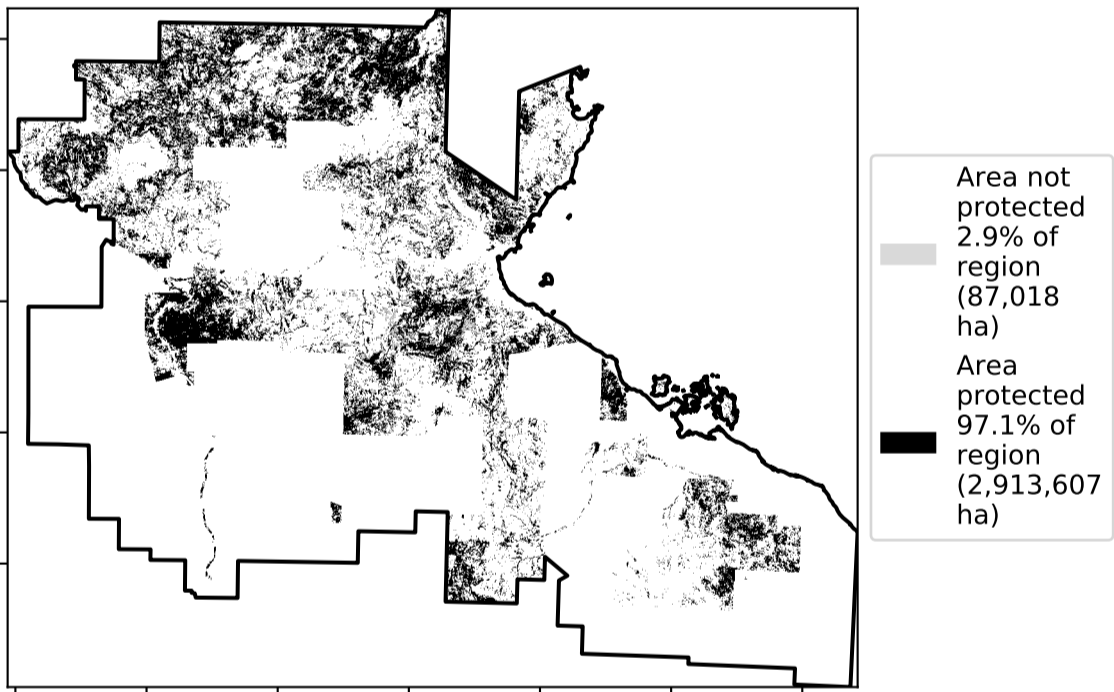 Area not
protected
2.9% of
region
(87,018
ha)
Area
protected
97.1% of
region
(2,913,607
ha)